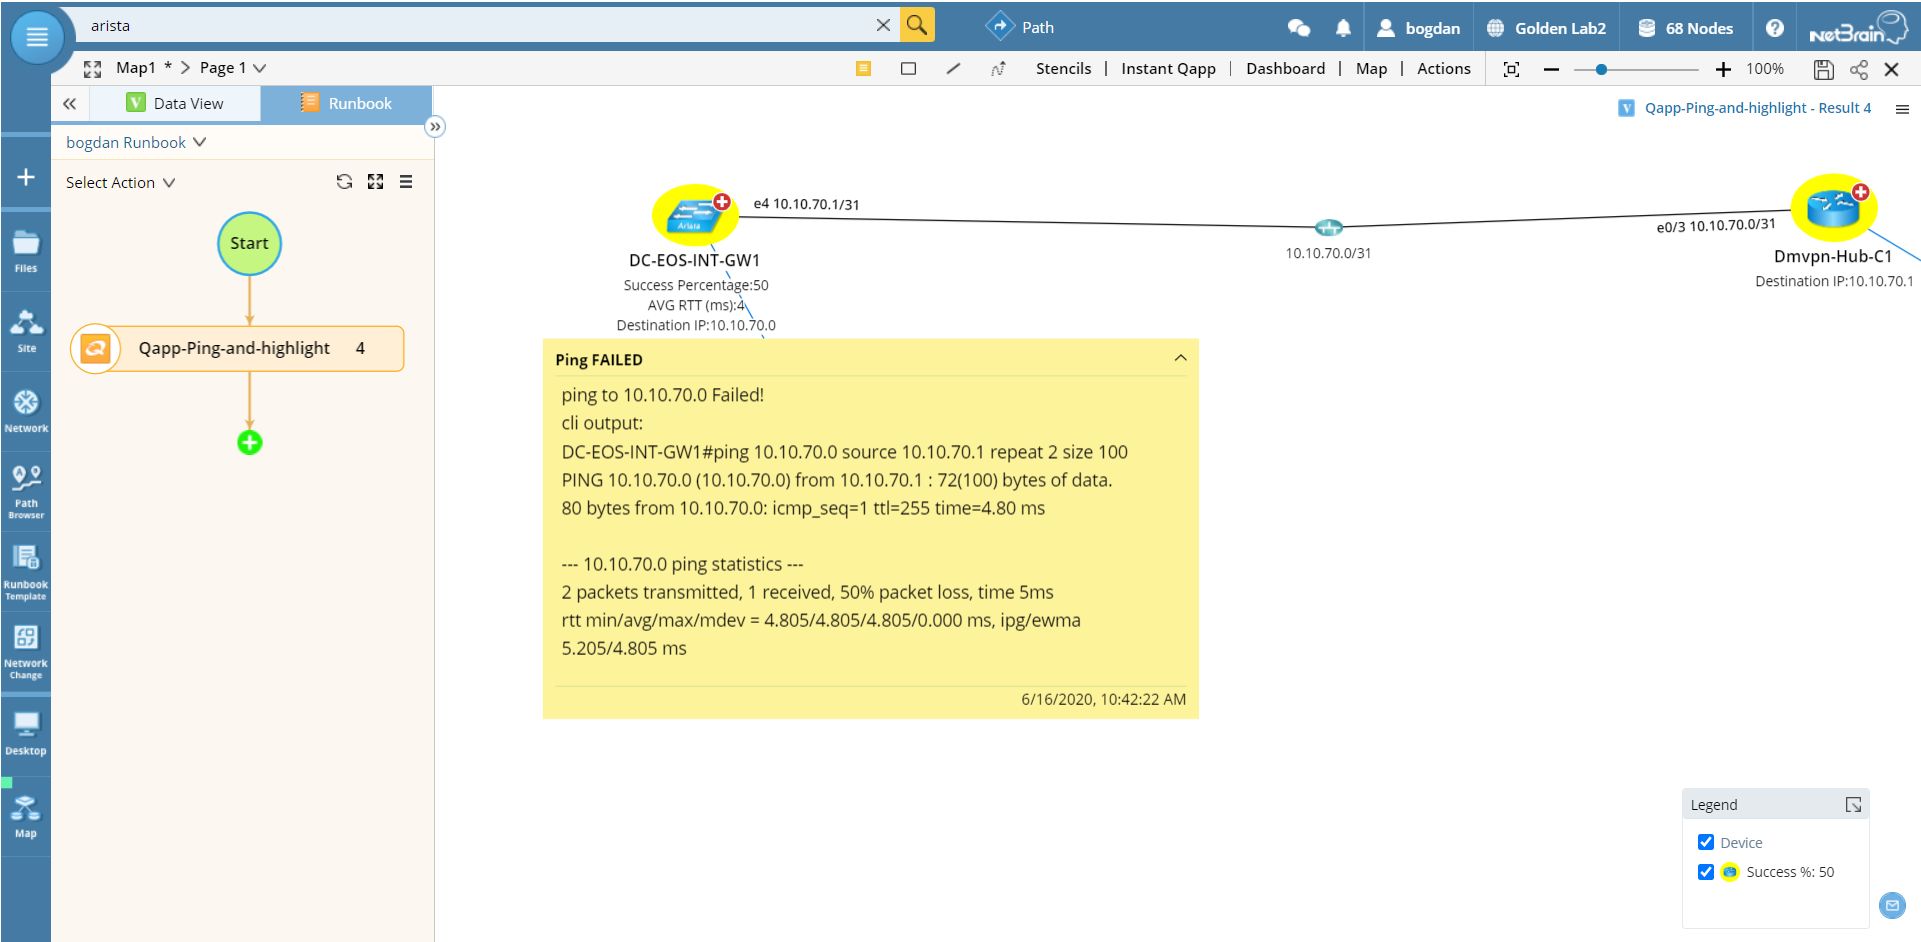 arista
Path
bogdan
Golden Lab2
68 Nodes
NetBrain
Map1 * > Page 1
Stencils | Instant Qapp | Dashboard | Map | Actions
100%
Data View
Runbook
Qapp-Ping-and-highlight - Result 4
bogdan Runbook
Select Action
Start
Qapp-Ping-and-highlight 4
Files
Site
Network
Path
Browser
Runbook
Template
Network
Change
Desktop
Map
e4 10.10.70.1/31
Arista
DC-EOS-INT-GW1
Success Percentage:50
AVG RTT (ms):4
Destination IP:10.10.70.0
10.10.70.0/31
e0/3 10.10.70.0/31
Dmvpn-Hub-C1
Destination IP:10.10.70.1
Ping FAILED
ping to 10.10.70.0 Failed!
cli output:
DC-EOS-INT-GW1#ping 10.10.70.0 source 10.10.70.1 repeat 2 size 100
PING 10.10.70.0 (10.10.70.0) from 10.10.70.1 : 72(100) bytes of data.
80 bytes from 10.10.70.0: icmp_seq=1 ttl=255 time=4.80 ms
--- 10.10.70.0 ping statistics ---
2 packets transmitted, 1 received, 50% packet loss, time 5ms
rtt min/avg/max/mdev = 4.805/4.805/4.805/0.000 ms, ipg/ewma
5.205/4.805 ms
6/16/2020, 10:42:22 AM
Legend
Device
Success %: 50